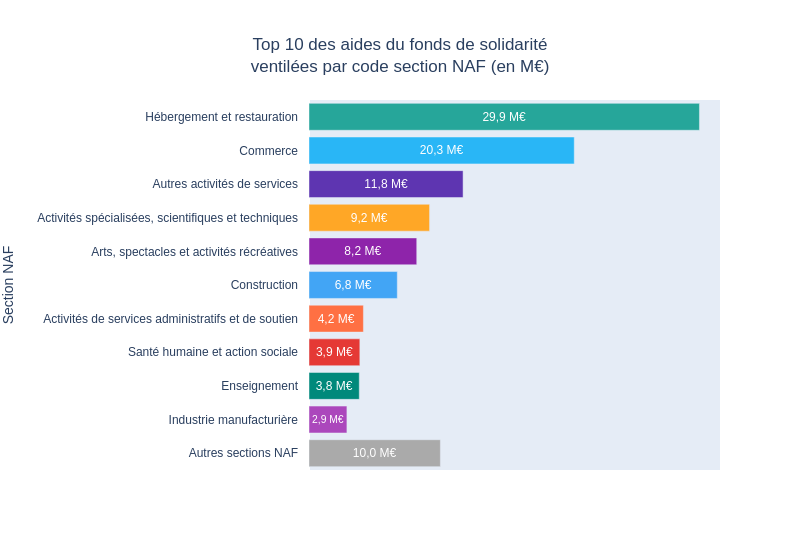 Top 10 des aides du fonds de solidarité
ventilées par code section NAF (en M€)
Section NAF
Hébergement et restauration 29,9 M€
Commerce 20,3 M€
Autres activités de services 11,8 M€
Activités spécialisées, scientifiques et techniques 9,2 M€
Arts, spectacles et activités récréatives 8,2 M€
Construction 6,8 M€
Activités de services administratifs et de soutien 4,2 M€
Santé humaine et action sociale 3,9 M€
Enseignement 3,8 M€
Industrie manufacturière 2,9 M€
Autres sections NAF 10,0 M€